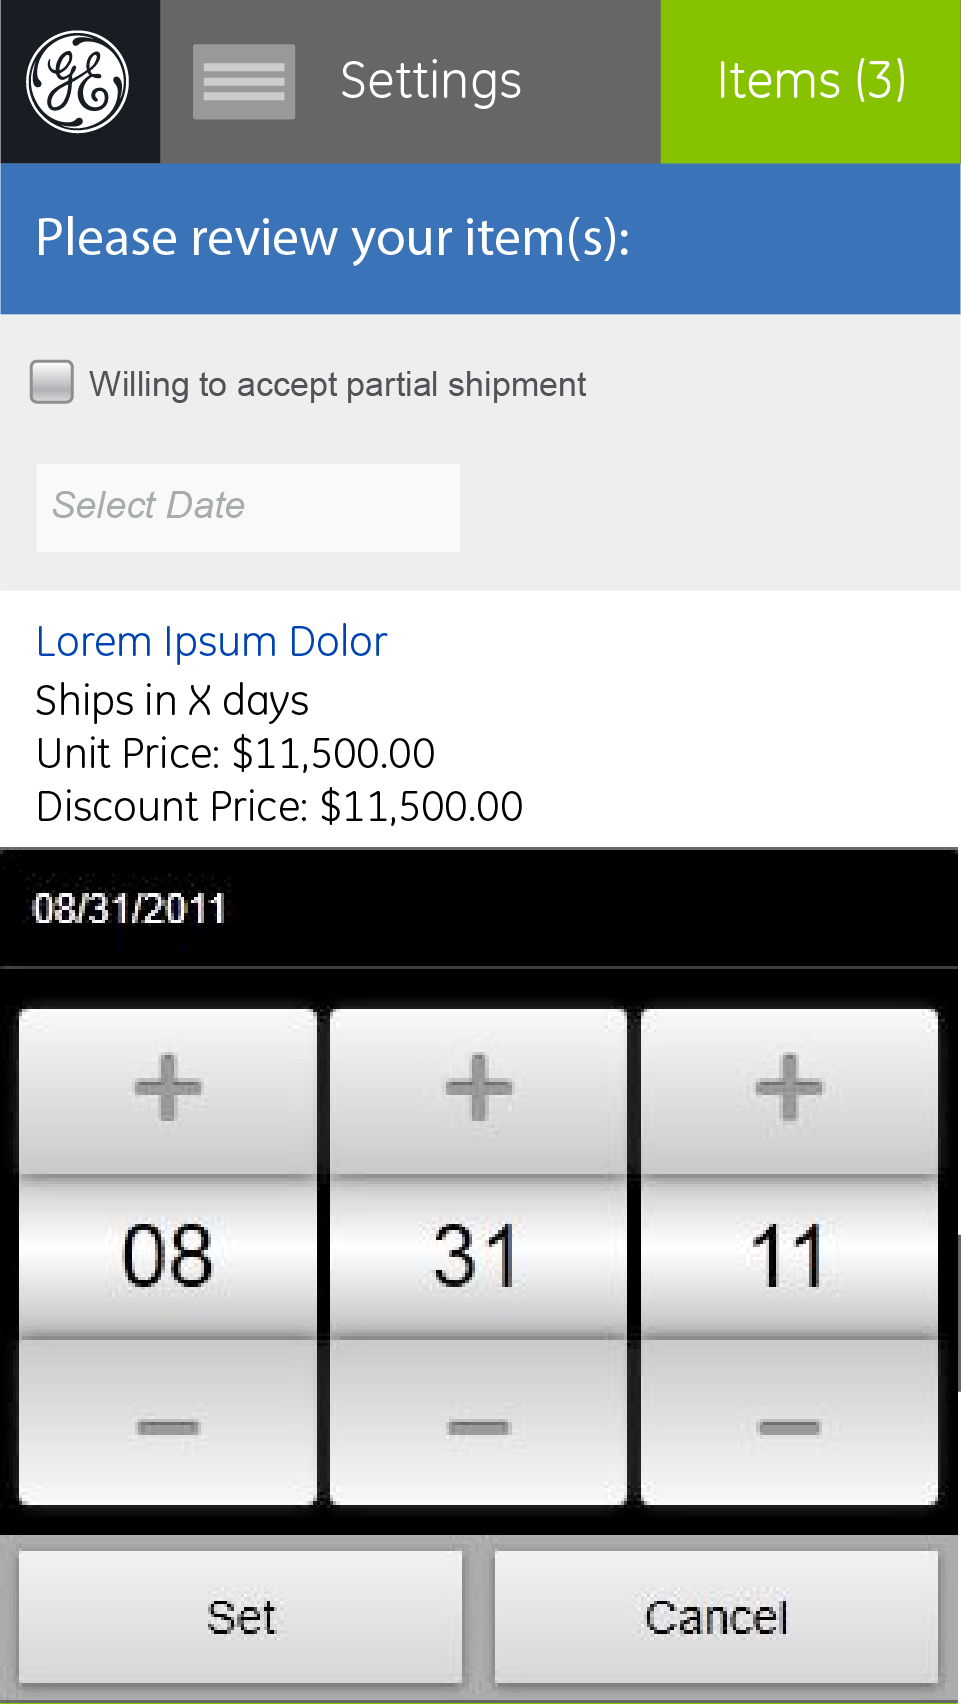 GE
Settings
Items (3)
Please review your item(s):
Willing to accept partial shipment
Select Date
Lorem Ipsum Dolor
Ships in X days
Unit Price: $11,500.00
Discount Price: $11,500.00
08/31/2011
+ + +
08 31 11
− − −
Set Cancel